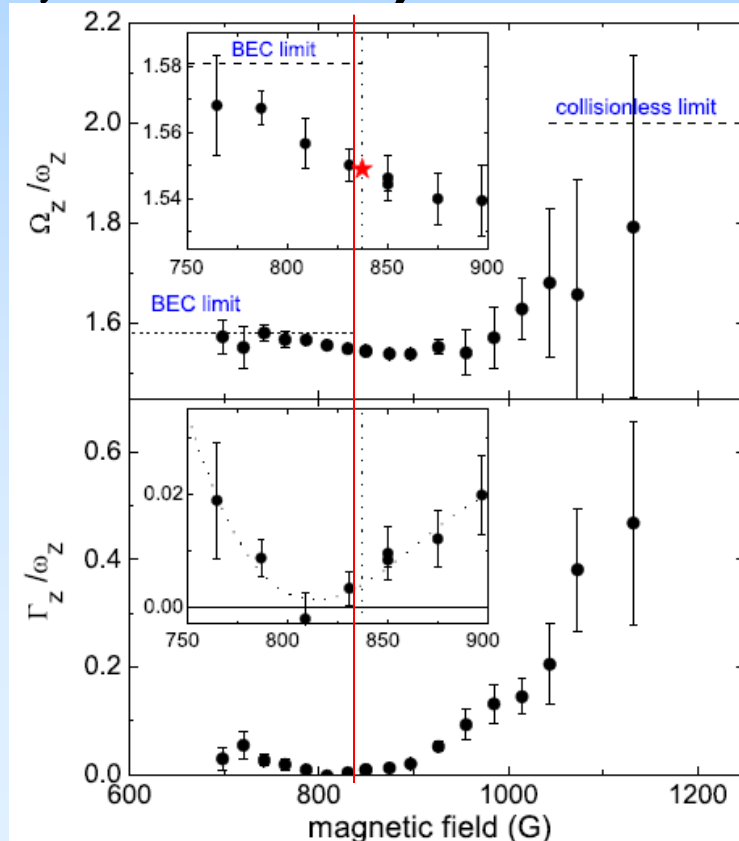 2.2
BEC limit
1.58
collisionless limit
2.0
1.56
Ω_z /ω_z
1.54
1.8
750 800 850 900
BEC limit
1.6
0.6
0.02
Γ_z /ω_z
0.4
0.00
750 800 850 900
0.2
0.0
600 800 1000 1200
magnetic field (G)